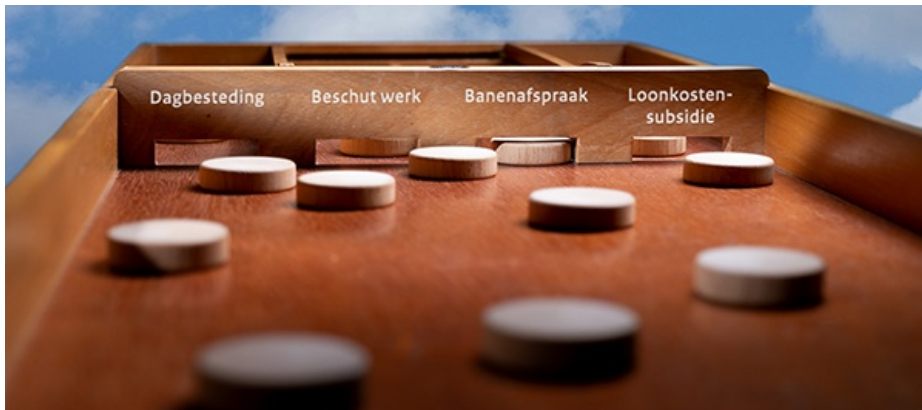 Dagbesteding
Beschut werk
Banenafspraak
Loonkosten-
subsidie